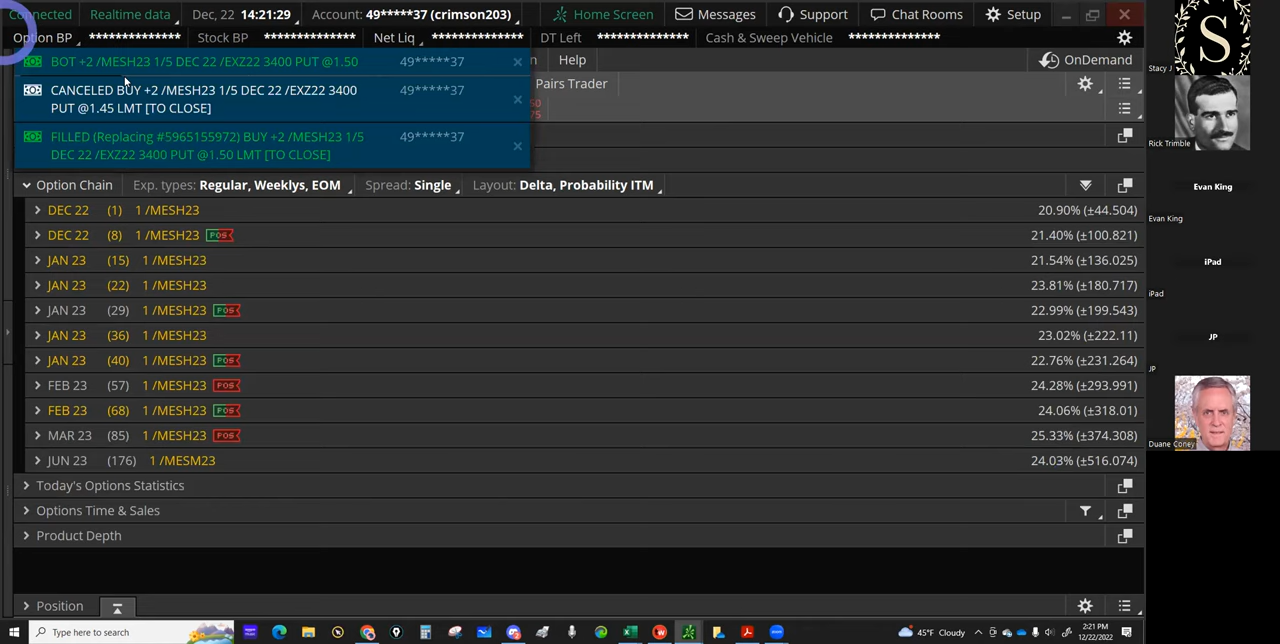 Connected Realtime data Dec, 22 14:21:29 Account: 49*****37 (crimson203) Home Screen Messages Support Chat Rooms Setup
Option BP ************** Stock BP ************** Net Liq ************** DT Left ************** Cash & Sweep Vehicle **************
BOT +2 /MESH23 1/5 DEC 22 /EXZ22 3400 PUT @1.50 49*****37
Help OnDemand
CANCELED BUY +2 /MESH23 1/5 DEC 22 /EXZ22 3400 49*****37
PUT @1.45 LMT [TO CLOSE]
Pairs Trader
FILLED (Replacing #5965155972) BUY +2 /MESH23 1/5 49*****37
DEC 22 /EXZ22 3400 PUT @1.50 LMT [TO CLOSE]
Option Chain Exp. types: Regular, Weeklys, EOM Spread: Single Layout: Delta, Probability ITM
DEC 22 (1) 1 /MESH23 20.90% (±44.504)
DEC 22 (8) 1 /MESH23 POS 21.40% (±100.821)
JAN 23 (15) 1 /MESH23 21.54% (±136.025)
JAN 23 (22) 1 /MESH23 23.81% (±180.717)
JAN 23 (29) 1 /MESH23 POS 22.99% (±199.543)
JAN 23 (36) 1 /MESH23 23.02% (±222.11)
JAN 23 (40) 1 /MESH23 POS 22.76% (±231.264)
FEB 23 (57) 1 /MESH23 POS 24.28% (±293.991)
FEB 23 (68) 1 /MESH23 POS 24.06% (±318.01)
MAR 23 (85) 1 /MESH23 POS 25.33% (±374.308)
JUN 23 (176) 1 /MESM23 24.03% (±516.074)
Today's Options Statistics
Options Time & Sales
Product Depth
Position
Type here to search
45°F Cloudy
2:21 PM
12/22/2022
S
Stacy J
Rick Trimble
Evan King
Evan King
iPad
iPad
JP
JP
Duane Coney